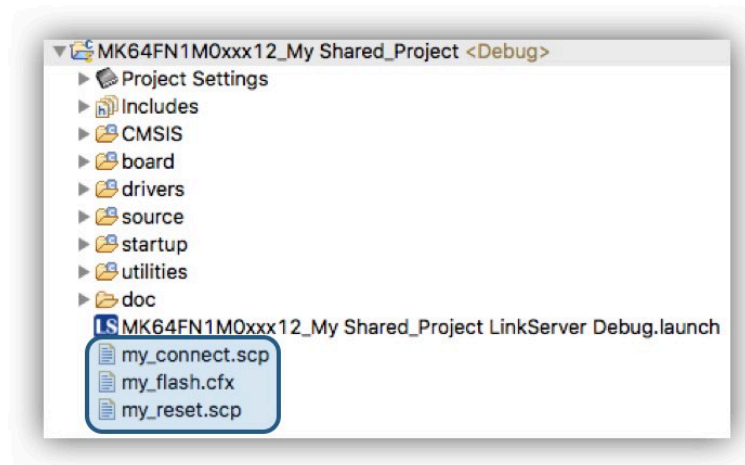 MK64FN1M0xxx12_My Shared_Project <Debug>
Project Settings
Includes
CMSIS
board
drivers
source
startup
utilities
doc
LS MK64FN1M0xxx12_My Shared_Project LinkServer Debug.launch
my_connect.scp
my_flash.cfx
my_reset.scp